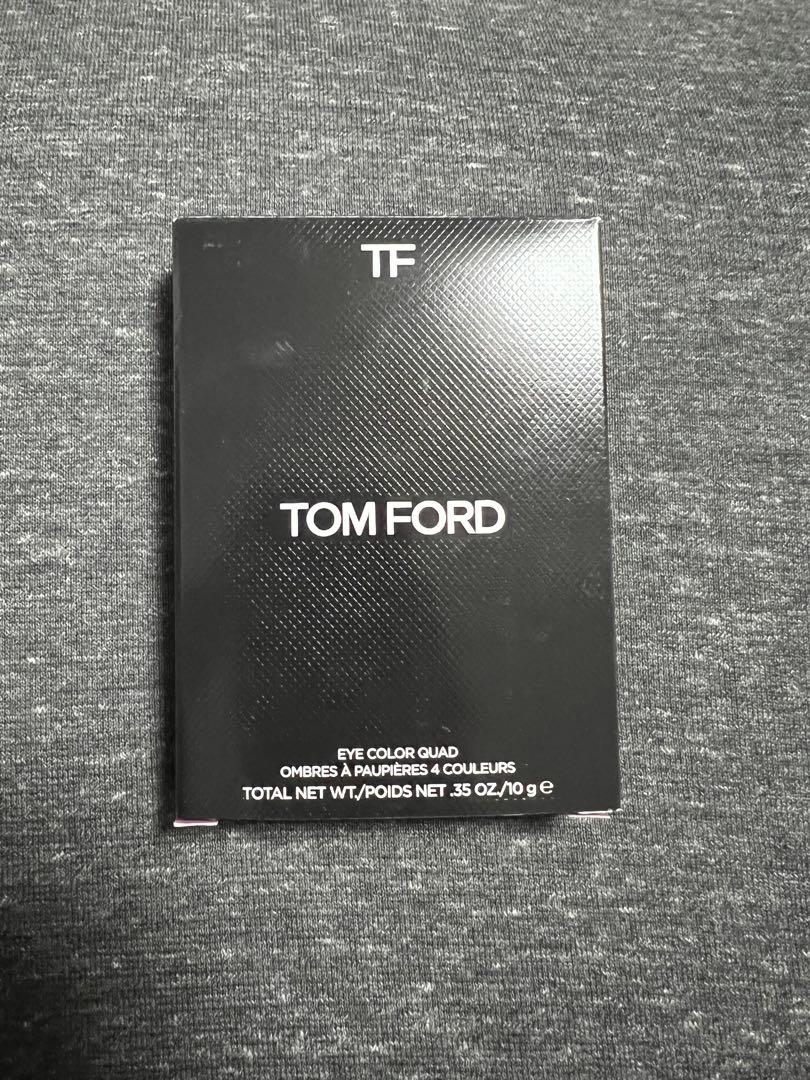 TF
TOM FORD
EYE COLOR QUAD
OMBRES À PAUPIÈRES 4 COULEURS
TOTAL NET WT./POIDS NET .35 OZ./10 g ℮